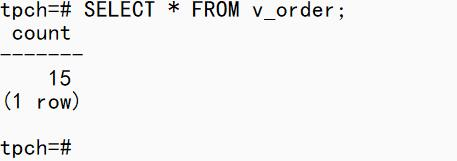 tpch=# SELECT * FROM v_order;
 count
-------
    15
(1 row)

tpch=#